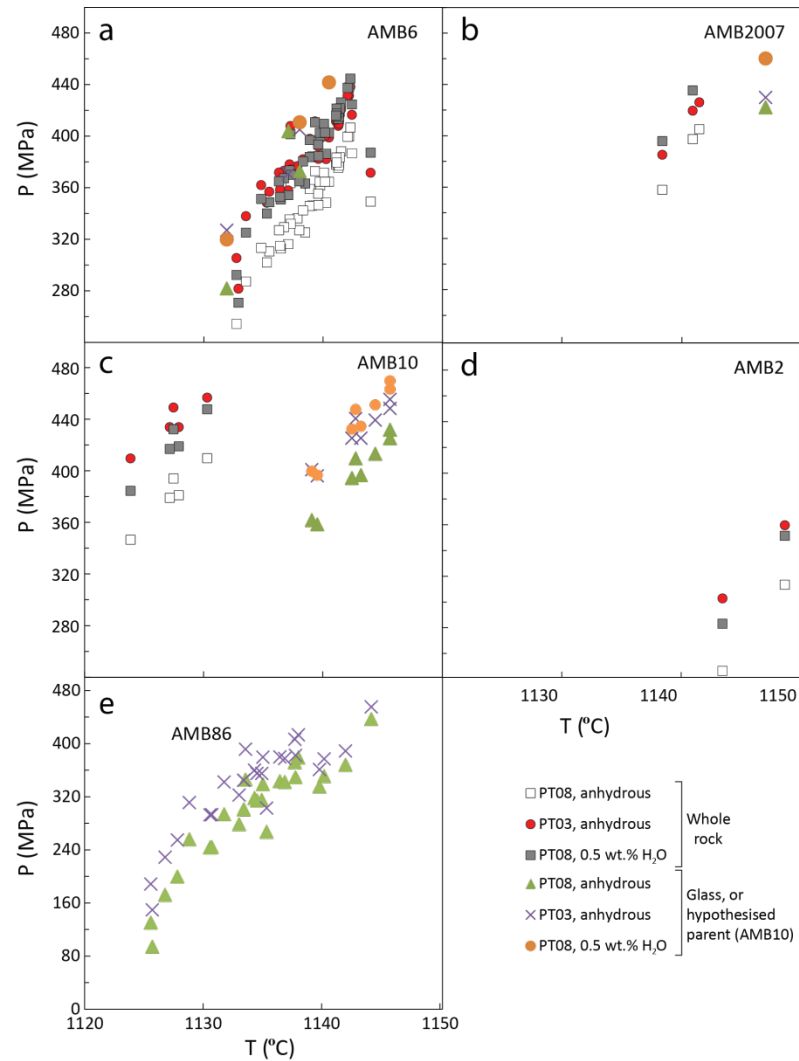 a
AMB6
480
440
400
360
320
280
P (MPa)
b
AMB2007
c
AMB10
480
440
400
360
320
280
P (MPa)
d
AMB2
1130
1140
1150
T (ºC)
e
AMB86
480
400
320
240
160
80
0
P (MPa)
1120
1130
1140
1150
T (ºC)
PT08, anhydrous
PT03, anhydrous
PT08, 0.5 wt.% H₂O
Whole
rock
PT08, anhydrous
PT03, anhydrous
PT08, 0.5 wt.% H₂O
Glass, or
hypothesised
parent (AMB10)